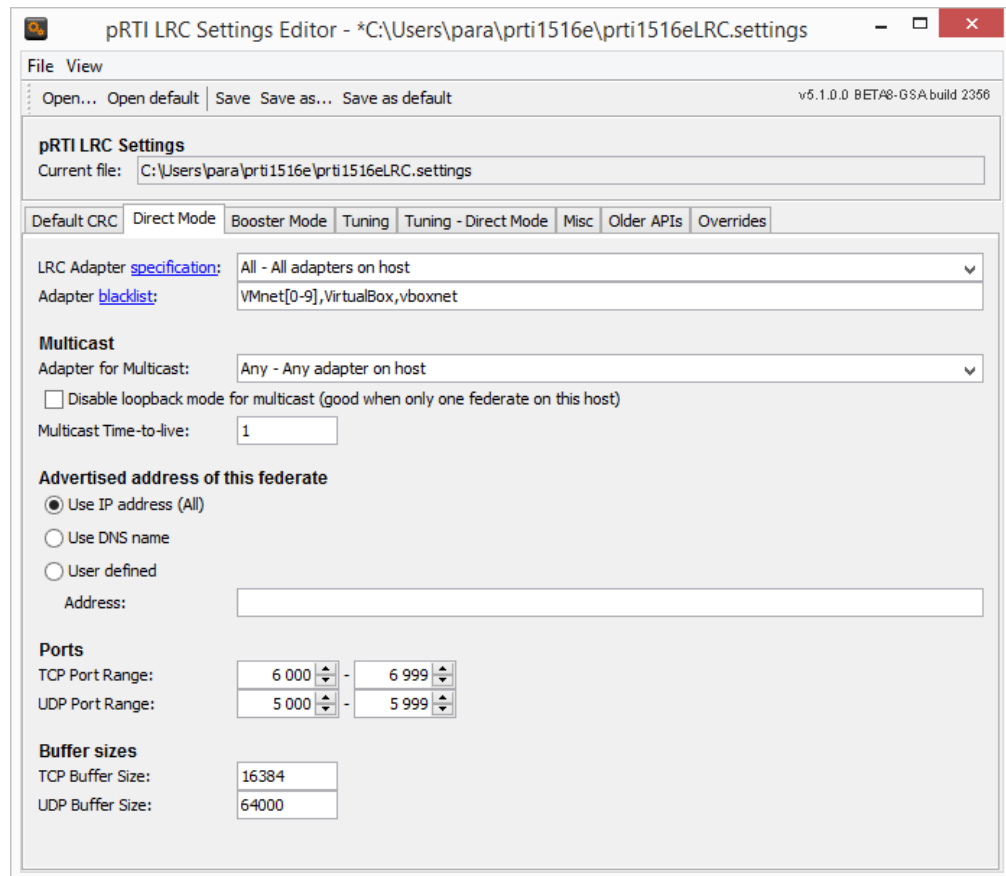 pRTI LRC Settings Editor - *C:\Users\para\prti1516e\prti1516eLRC.settings
File View
Open... Open default Save Save as... Save as default v5.1.0.0 BETA8-GSA build 2356
pRTI LRC Settings
Current file: C:\Users\para\prti1516e\prti1516eLRC.settings
Default CRC Direct Mode Booster Mode Tuning Tuning - Direct Mode Misc Older APIs Overrides
LRC Adapter specification: All - All adapters on host
Adapter blacklist: VMnet[0-9],VirtualBox,vboxnet
Multicast
Adapter for Multicast: Any - Any adapter on host
Disable loopback mode for multicast (good when only one federate on this host)
Multicast Time-to-live: 1
Advertised address of this federate
Use IP address (All)
Use DNS name
User defined
Address:
Ports
TCP Port Range: 6 000 - 6 999
UDP Port Range: 5 000 - 5 999
Buffer sizes
TCP Buffer Size: 16384
UDP Buffer Size: 64000